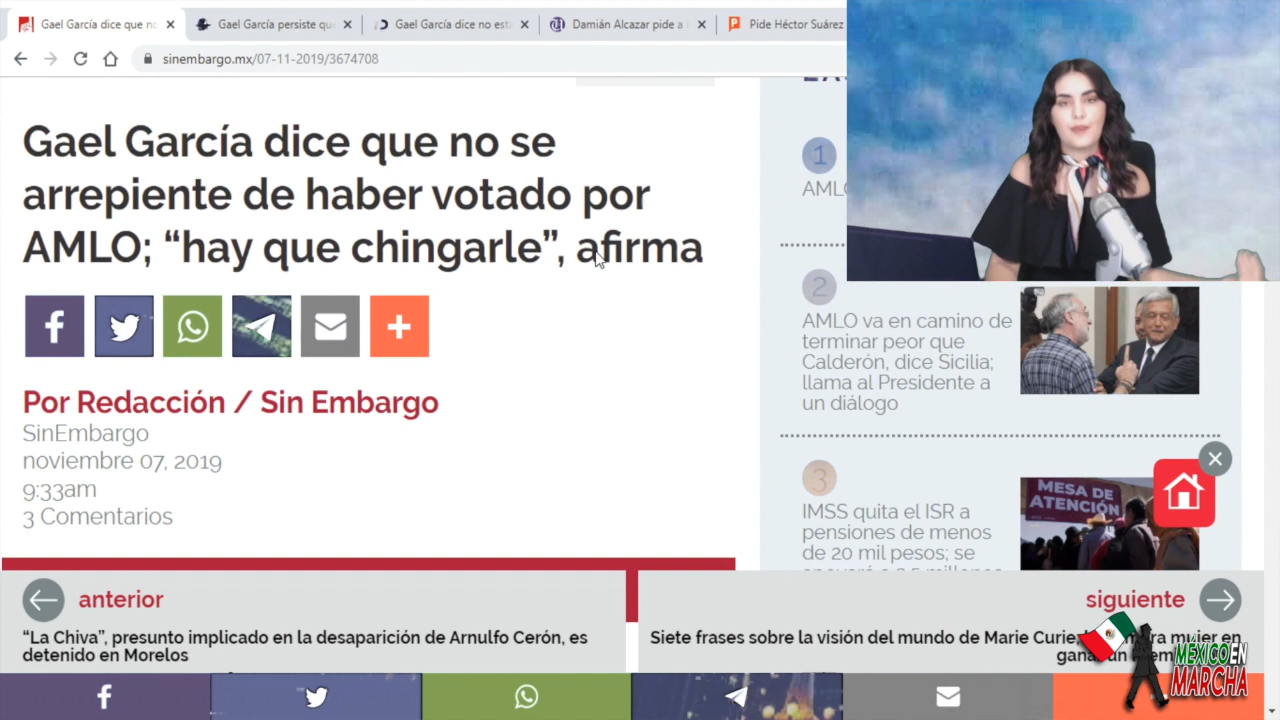 Gael García dice que no
Gael García persiste que
Gael García dice no esta
Damián Alcazar pide a
Pide Héctor Suárez
sinembargo.mx/07-11-2019/3674708
Gael García dice que no se
arrepiente de haber votado por
AMLO; “hay que chingarle”, afirma
Por Redacción / Sin Embargo
SinEmbargo
noviembre 07, 2019
9:33am
3 Comentarios
1
AMLO
2
AMLO va en camino de
terminar peor que
Calderón, dice Sicilia;
llama al Presidente a
un diálogo
3
IMSS quita el ISR a
pensiones de menos
de 20 mil pesos; se
MESA DE
ATENCIÓN
anterior
“La Chiva”, presunto implicado en la desaparición de Arnulfo Cerón, es
detenido en Morelos
siguiente
Siete frases sobre la visión del mundo de Marie Curie, mujer en
MÉXICO EN
MARCHA